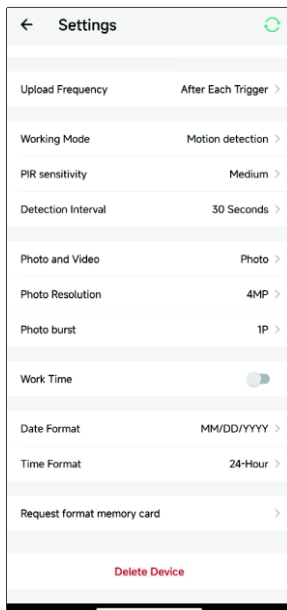 Settings
Upload Frequency After Each Trigger
Working Mode Motion detection
PIR sensitivity Medium
Detection Interval 30 Seconds
Photo and Video Photo
Photo Resolution 4MP
Photo burst 1P
Work Time
Date Format MM/DD/YYYY
Time Format 24-Hour
Request format memory card
Delete Device